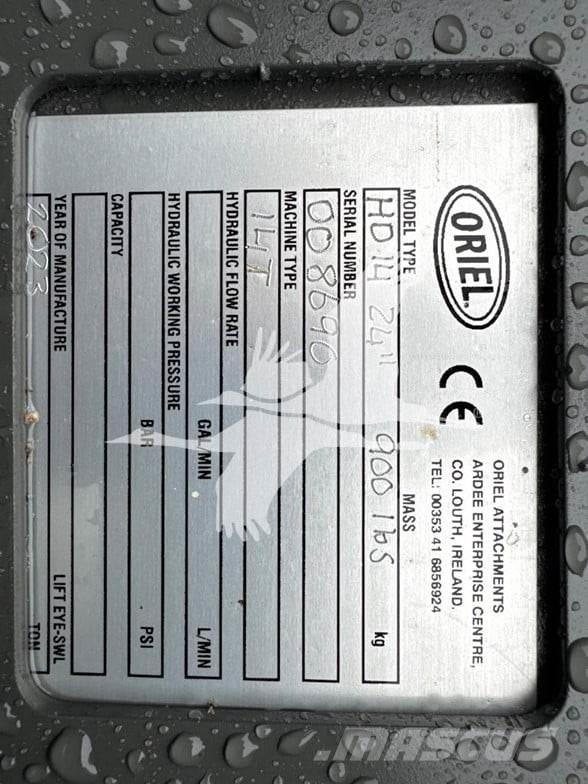 ORIEL
CE
ORIEL ATTACHMENTS
ARDEE ENTERPRISE CENTRE,
CO. LOUTH, IRELAND.
TEL: 00353 41 6856924
MODEL TYPE MASS
HD 14 24" 900 lbs kg
SERIAL NUMBER
008690
MACHINE TYPE
14T
HYDRAULIC FLOW RATE
GAL/MIN L/MIN
HYDRAULIC WORKING PRESSURE
BAR PSI
CAPACITY
YEAR OF MANUFACTURE LIFT EYE-SWL
2023 TON
MASCUS